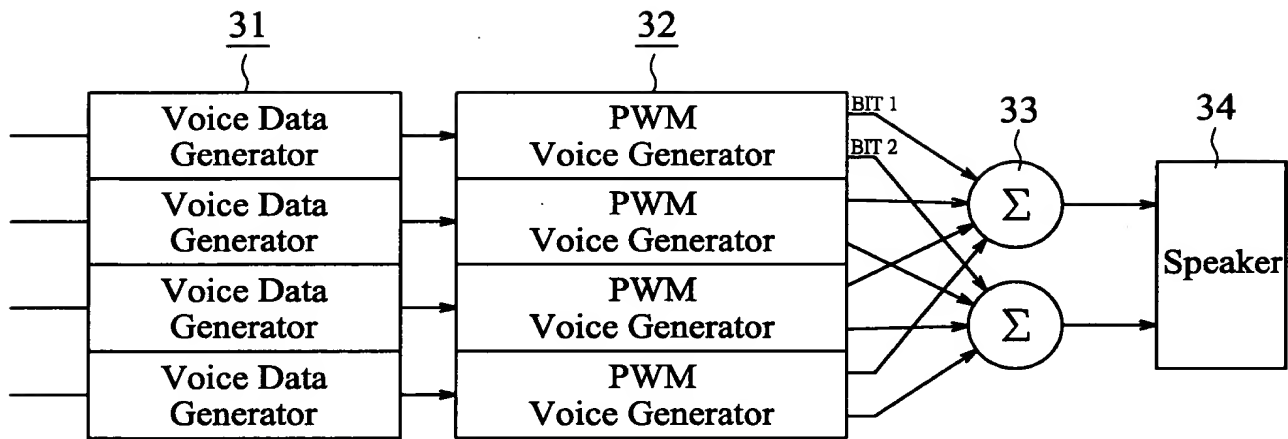 31
32
33
34
Voice Data
Generator
PWM
Voice Generator
BIT 1
BIT 2
Voice Data
Generator
PWM
Voice Generator
Voice Data
Generator
PWM
Voice Generator
Voice Data
Generator
PWM
Voice Generator
Σ
Σ
Speaker